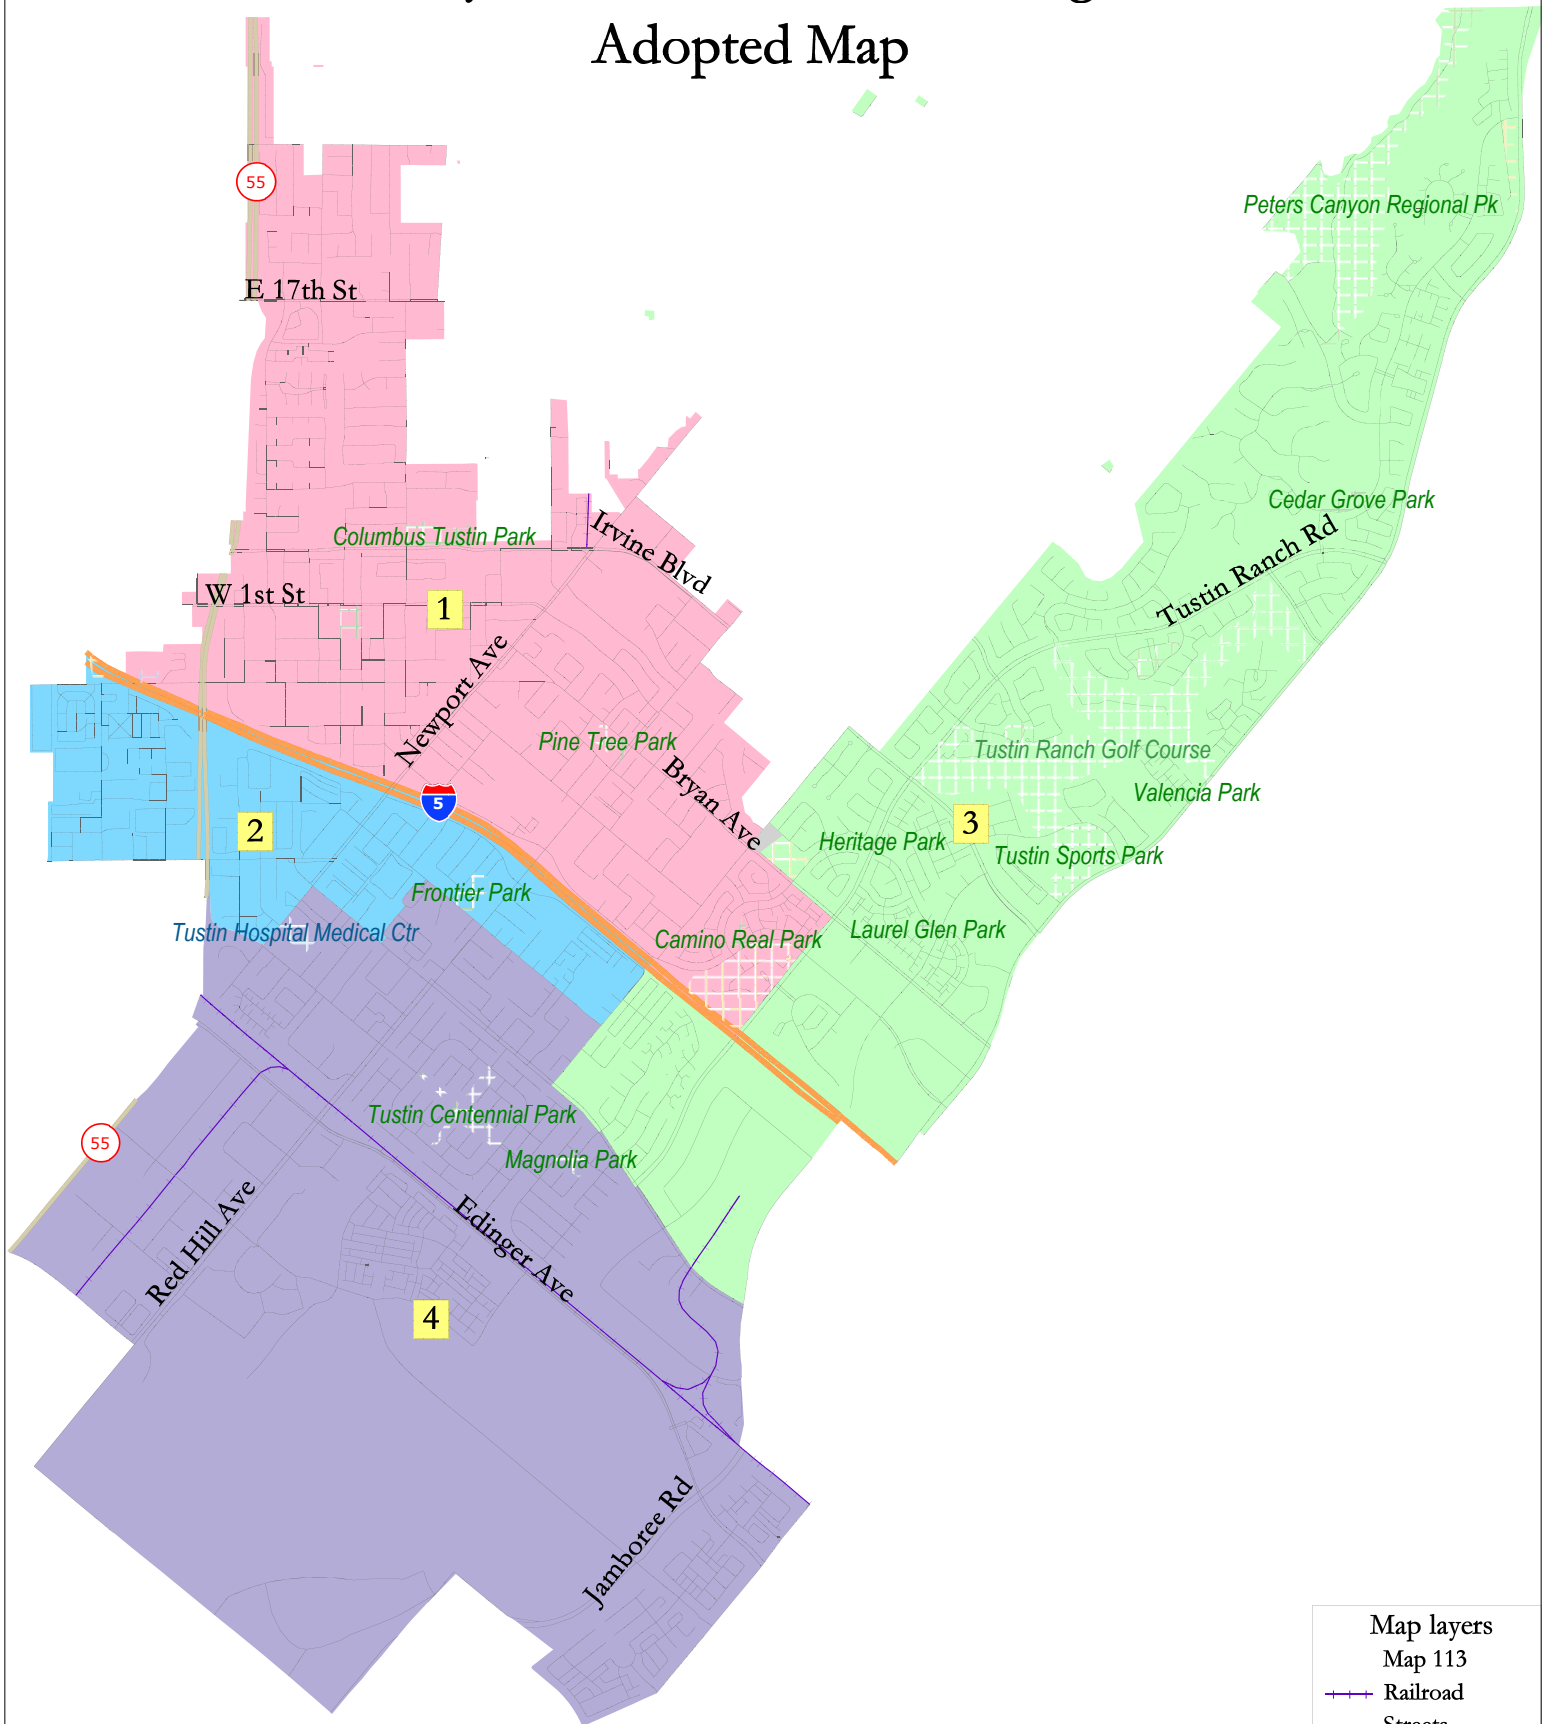 Adopted Map
55
Peters Canyon Regional Pk
E 17th St
Cedar Grove Park
Irvine Blvd
Columbus Tustin Park
Tustin Ranch Rd
W 1st St
1
Newport Ave
Pine Tree Park
Tustin Ranch Golf Course
Bryan Ave
Valencia Park
5
2
3
Heritage Park
Tustin Sports Park
Frontier Park
Tustin Hospital Medical Ctr
Camino Real Park
Laurel Glen Park
Tustin Centennial Park
55
Magnolia Park
Red Hill Ave
Edinger Ave
4
Jamboree Rd
Map layers
Map 113
Railroad
Streets